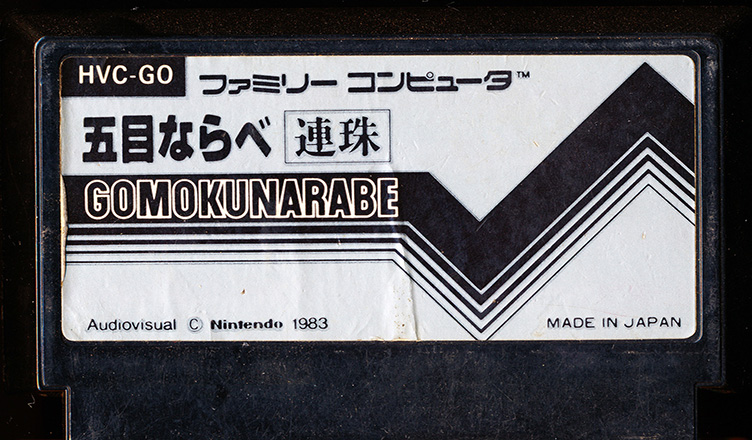 HVC-GO ファミリー コンピュータ™
五目ならべ 連珠
GOMOKUNARABE
Audiovisual © Nintendo 1983 MADE IN JAPAN